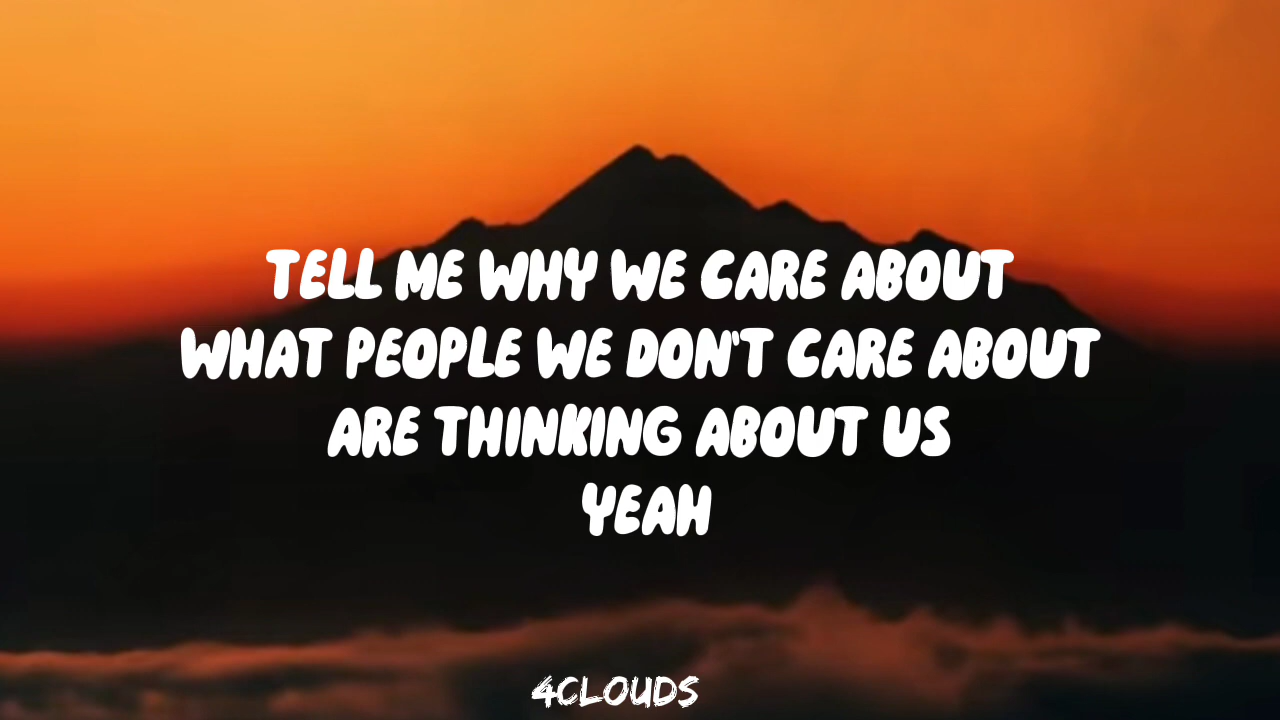 TELL ME WHY WE CARE ABOUT
WHAT PEOPLE WE DON'T CARE ABOUT
ARE THINKING ABOUT US
YEAH
4CLOUDS